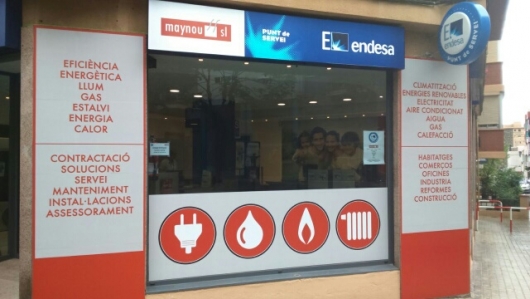 maynou sl
PUNT de
SERVEI
endesa
endesa
EFICIÈNCIA
ENERGÈTICA
LLUM
GAS
ESTALVI
ENERGIA
CALOR
CONTRACTACIÓ
SOLUCIONS
SERVEI
MANTENIMENT
INSTAL·LACIONS
ASSESSORAMENT
CLIMATITZACIÓ
ENERGIES RENOVABLES
ELECTRICITAT
AIRE CONDICIONAT
AIGUA
GAS
CALEFACCIÓ
HABITATGES
COMERÇOS
OFICINES
INDUSTRIA
REFORMES
CONSTRUCCIÓ